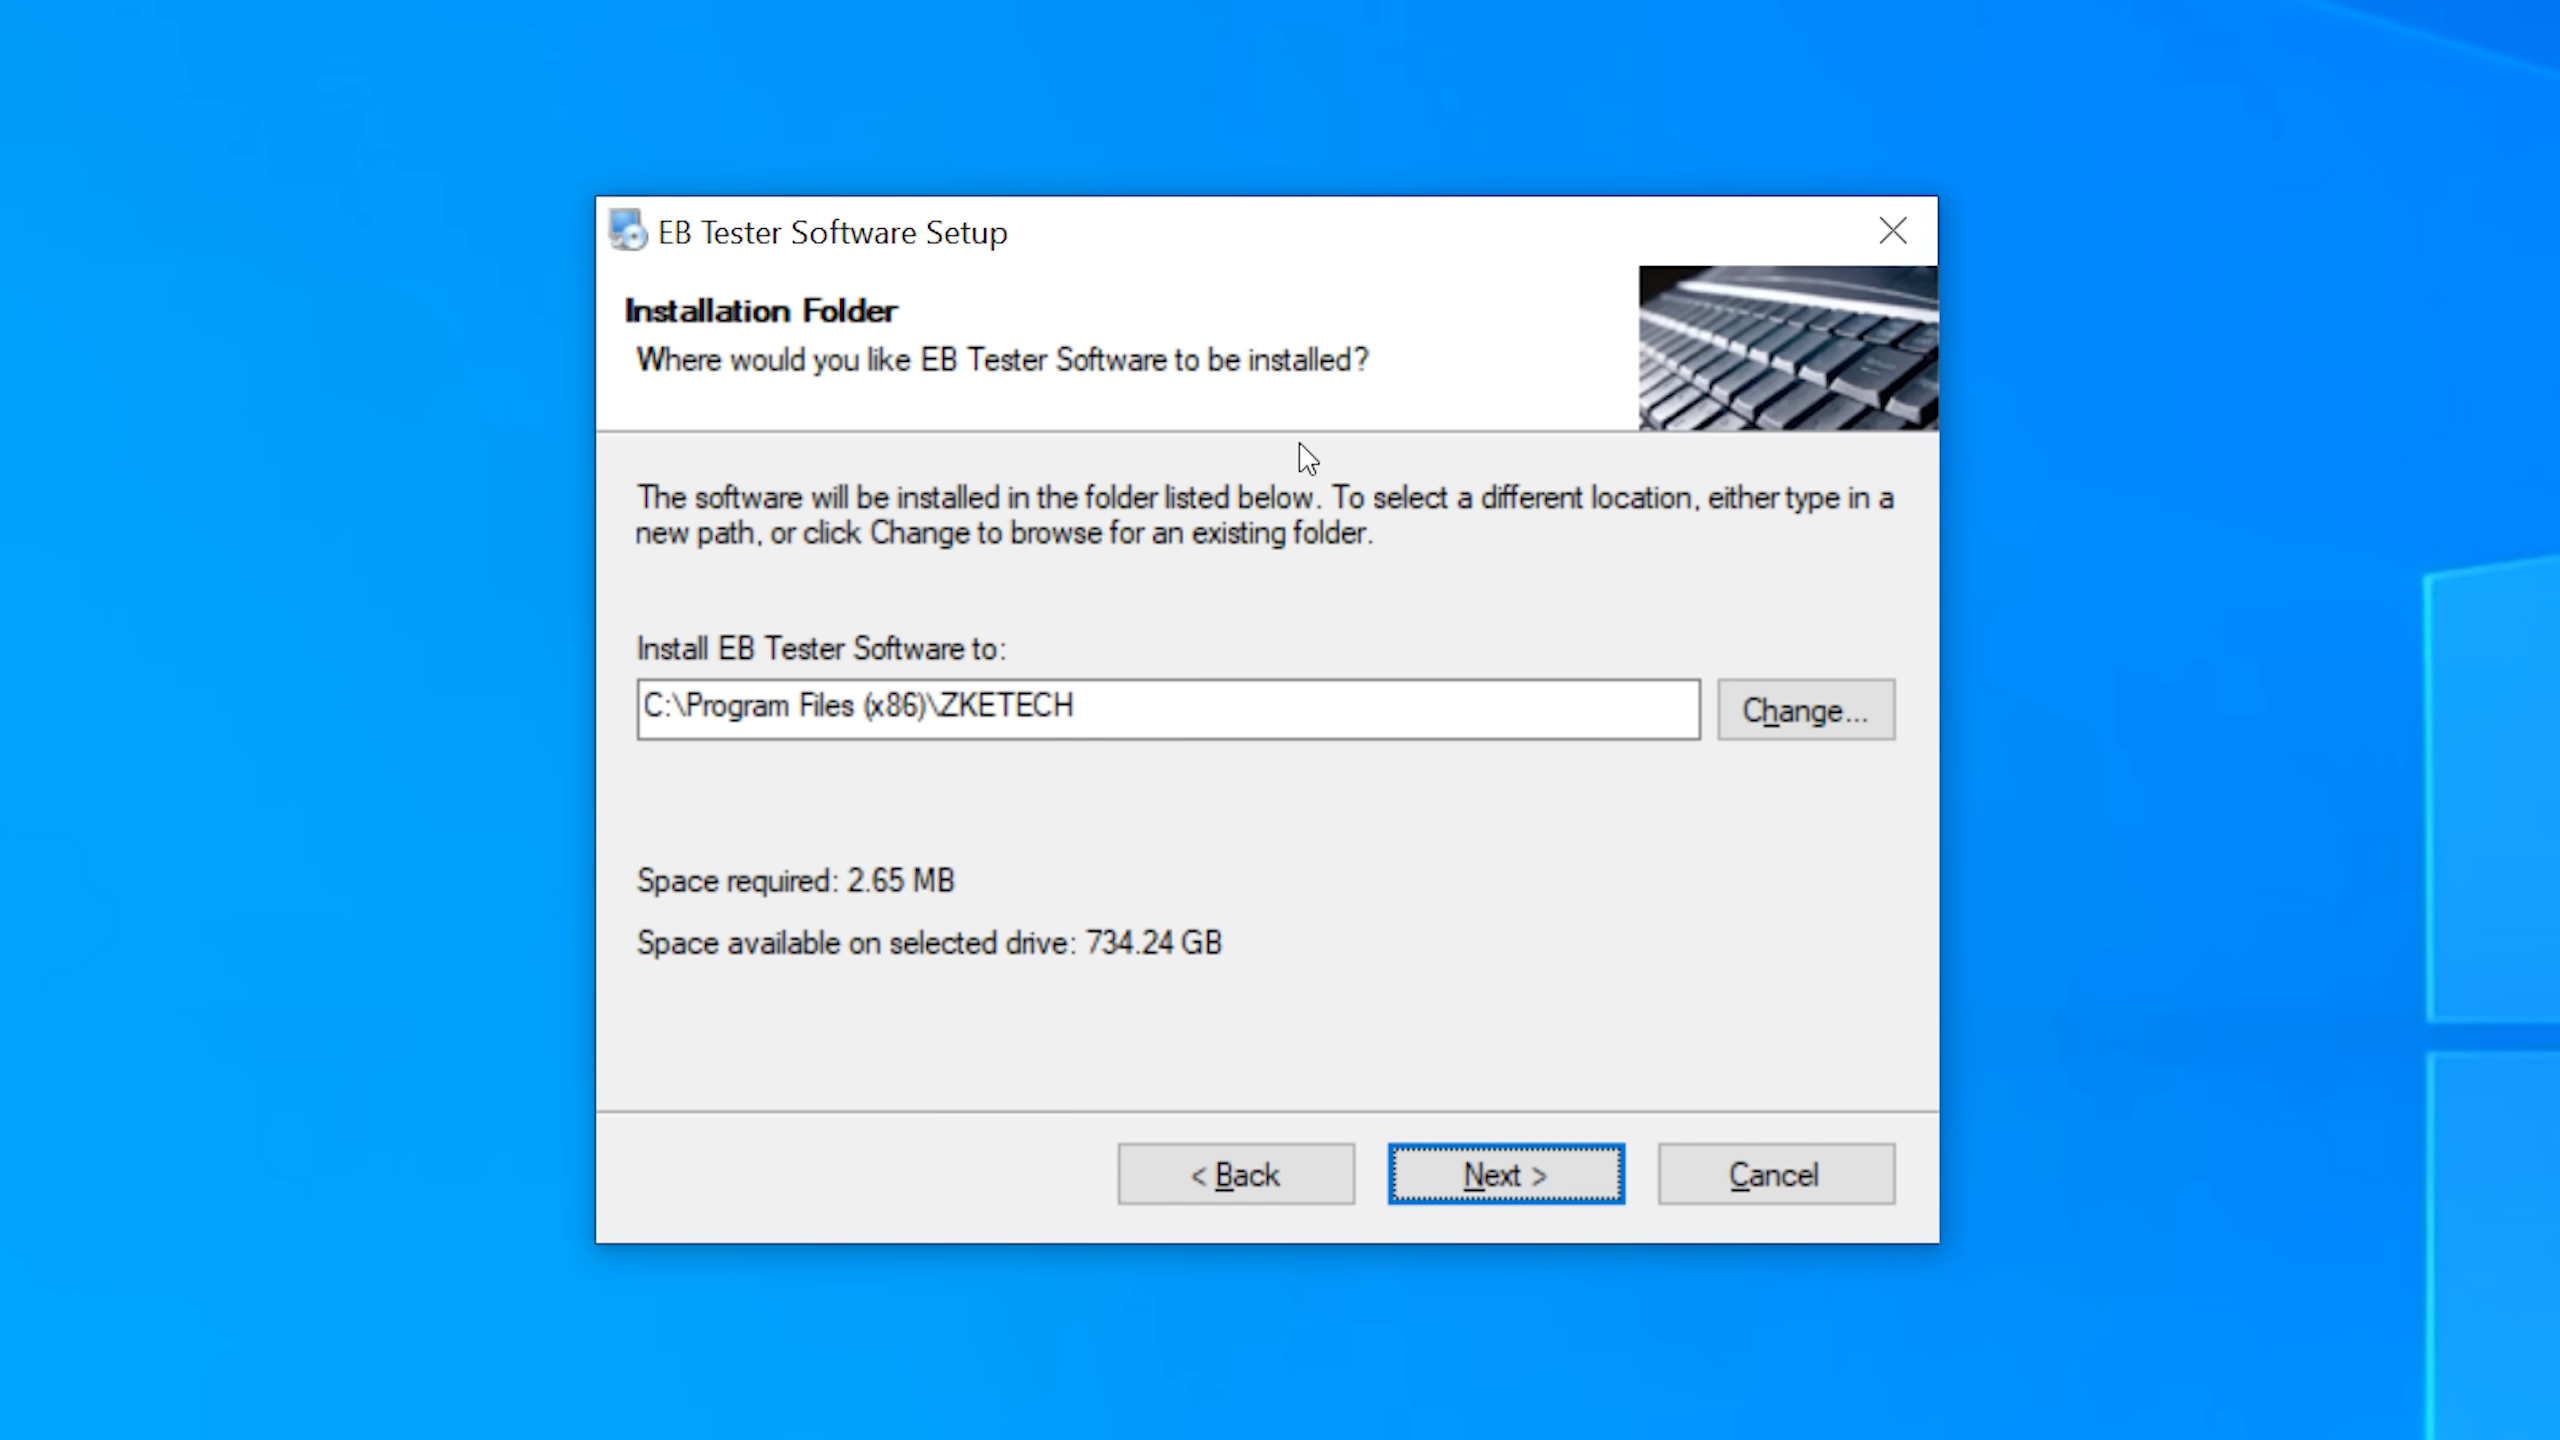 EB Tester Software Setup
Installation Folder
Where would you like EB Tester Software to be installed?
The software will be installed in the folder listed below. To select a different location, either type in a
new path, or click Change to browse for an existing folder.
Install EB Tester Software to:
C:\Program Files (x86)\ZKETECH
Change...
Space required: 2.65 MB
Space available on selected drive: 734.24 GB
< Back
Next >
Cancel